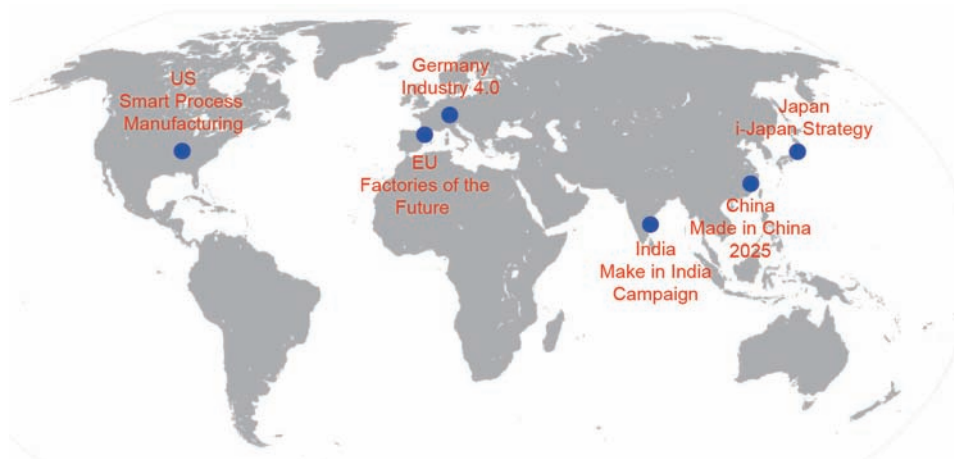 US
Smart Process
Manufacturing
Germany
Industry 4.0
EU
Factories of the
Future
Japan
i-Japan Strategy
China
Made in China
2025
India
Make in India
Campaign